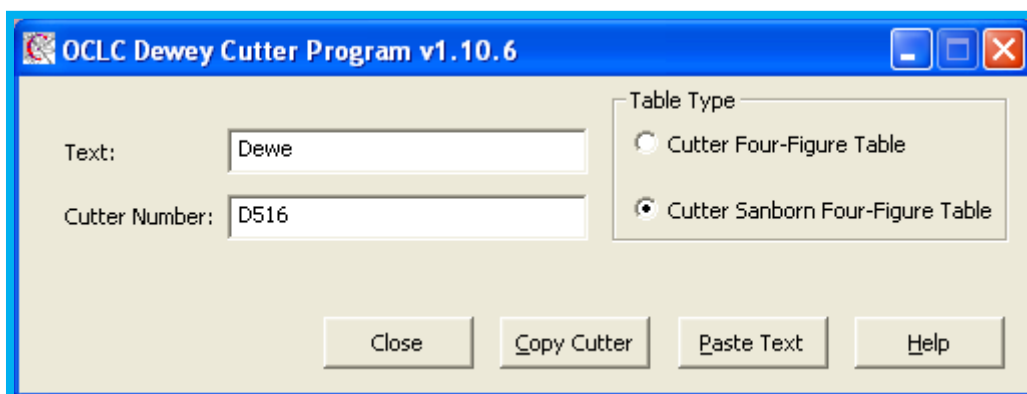 OCLC Dewey Cutter Program v1.10.6
Table Type
Text:
Dewe
Cutter Four-Figure Table
Cutter Number:
D516
Cutter Sanborn Four-Figure Table
Close
Copy Cutter
Paste Text
Help